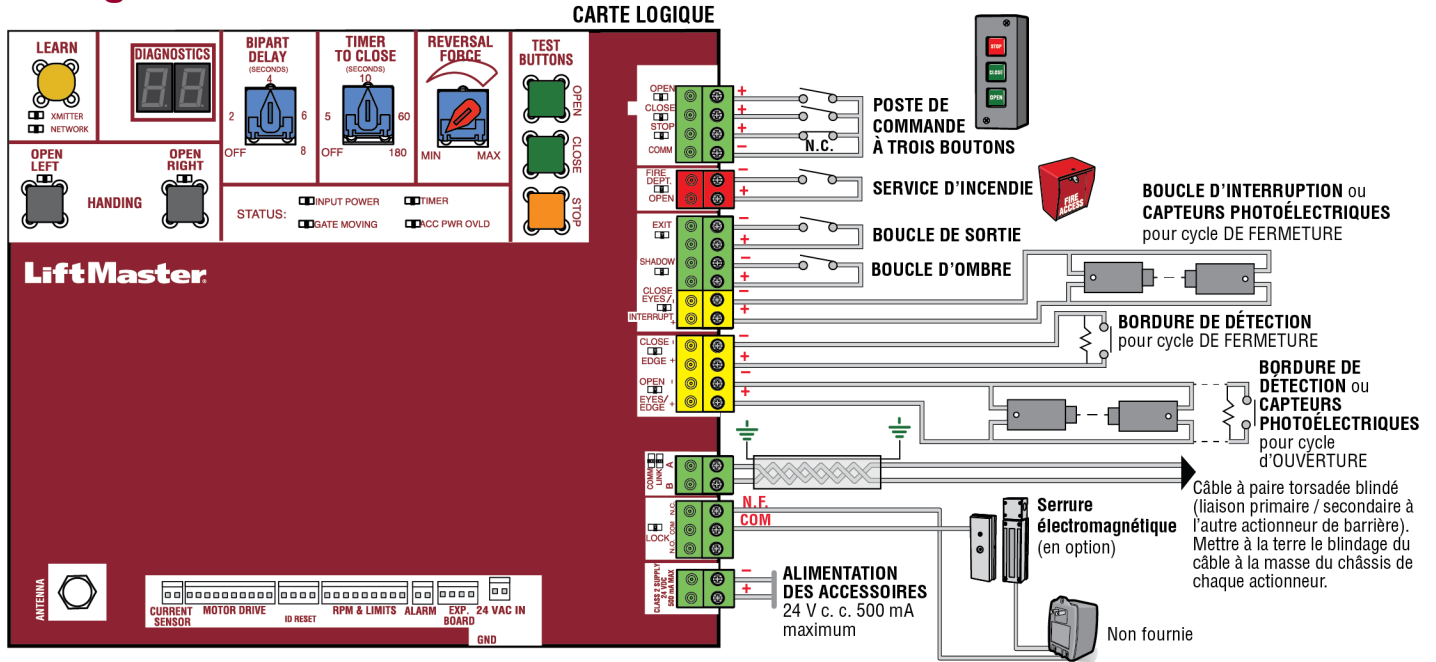 CARTE LOGIQUE
LEARN
XMITTER
NETWORK
DIAGNOSTICS
BIPART
DELAY
(SECONDS)
4
2
6
OFF
8
TIMER
TO CLOSE
(SECONDS)
10
5
60
OFF
180
REVERSAL
FORCE
MIN
MAX
TEST
BUTTONS
OPEN
CLOSE
STOP
OPEN
LEFT
OPEN
RIGHT
HANDING
STATUS:
INPUT POWER
TIMER
GATE MOVING
ACC PWR OVLD
LiftMaster
OPEN
CLOSE
STOP
COMM
+
+
+
–
N.C.
STOP
CLOSE
OPEN
POSTE DE
COMMANDE
À TROIS BOUTONS
FIRE
DEPT.
OPEN
–
+
SERVICE D'INCENDIE
FIRE
ACCESS
EXIT
–
+
BOUCLE DE SORTIE
SHADOW
–
+
BOUCLE D'OMBRE
CLOSE
EYES/
INTERRUPT
–
+
BOUCLE D'INTERRUPTION ou
CAPTEURS PHOTOÉLECTRIQUES
pour cycle DE FERMETURE
CLOSE
EDGE +
–
+
BORDURE DE DÉTECTION
pour cycle DE FERMETURE
OPEN
EYES/
EDGE +
–
+
BORDURE DE
DÉTECTION ou
CAPTEURS
PHOTOÉLECTRIQUES
pour cycle
d'OUVERTURE
COMM
LINK
A
B
Câble à paire torsadée blindé
(liaison primaire / secondaire à
l'autre actionneur de barrière).
Mettre à la terre le blindage du
câble à la masse du châssis de
chaque actionneur.
LOCK
N.C.
COM
N.O.
N.F.
COM
Serrure
électromagnétique
(en option)
CLASS 2 SUPPLY
24 VDC
500 mA MAX
–
+
ALIMENTATION
DES ACCESSOIRES
24 V c. c. 500 mA
maximum
Non fournie
ANTENNA
CURRENT
SENSOR
MOTOR DRIVE
ID RESET
RPM & LIMITS
ALARM
EXP.
BOARD
24 VAC IN
GND